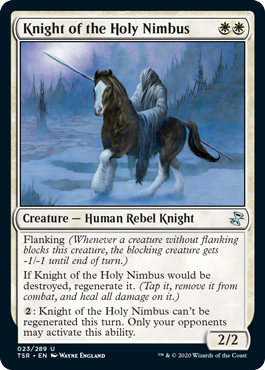 Knight of the Holy Nimbus
Creature — Human Rebel Knight
Flanking (Whenever a creature without flanking
blocks this creature, the blocking creature gets
-1/-1 until end of turn.)
If Knight of the Holy Nimbus would
be destroyed, regenerate it. (Tap it, remove it from
combat, and heal all damage on it.)
2: Knight of the Holy Nimbus can't be
regenerated this turn. Only your opponents
may activate this ability.
2/2
023/289 U
TSR • EN WAYNE ENGLAND
™ & © 2020 Wizards of the Coast